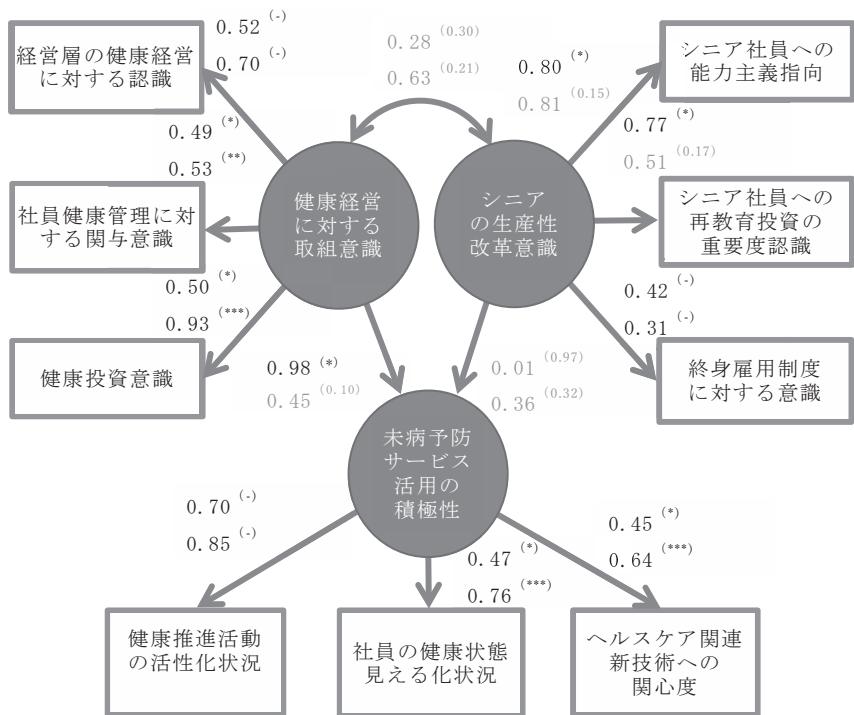 経営層の健康経営
に対する認識
0.52 (-)
0.70 (-)
0.28 (0.30)
0.63 (0.21)
0.80 (*)
0.81 (0.15)
シニア社員への
能力主義指向
0.49 (*)
0.53 (**)
0.77 (*)
0.51 (0.17)
社員健康管理に対
する関与意識
健康経営
に対する
取組意識
シニア
の生産性
改革意識
シニア社員への
再教育投資の
重要度認識
0.50 (*)
0.93 (***)
0.42 (-)
0.31 (-)
健康投資意識
0.98 (*)
0.45 (0.10)
0.01 (0.97)
0.36 (0.32)
終身雇用制度
に対する意識
未病予防
サービス
活用の
積極性
0.70 (-)
0.85 (-)
0.47 (*)
0.76 (***)
0.45 (*)
0.64 (***)
健康推進活動
の活性化状況
社員の健康状態
見える化状況
ヘルスケア関連
新技術への
関心度